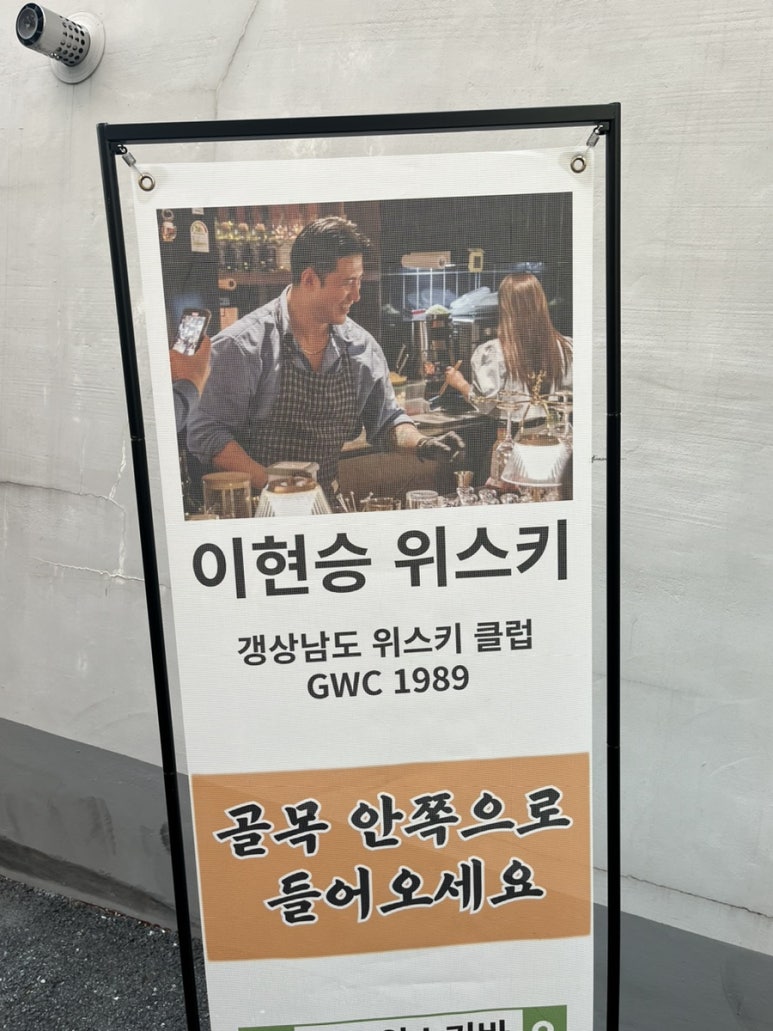 이현승 위스키
갱상남도 위스키 클럽
GWC 1989
골목 안쪽으로
들어오세요